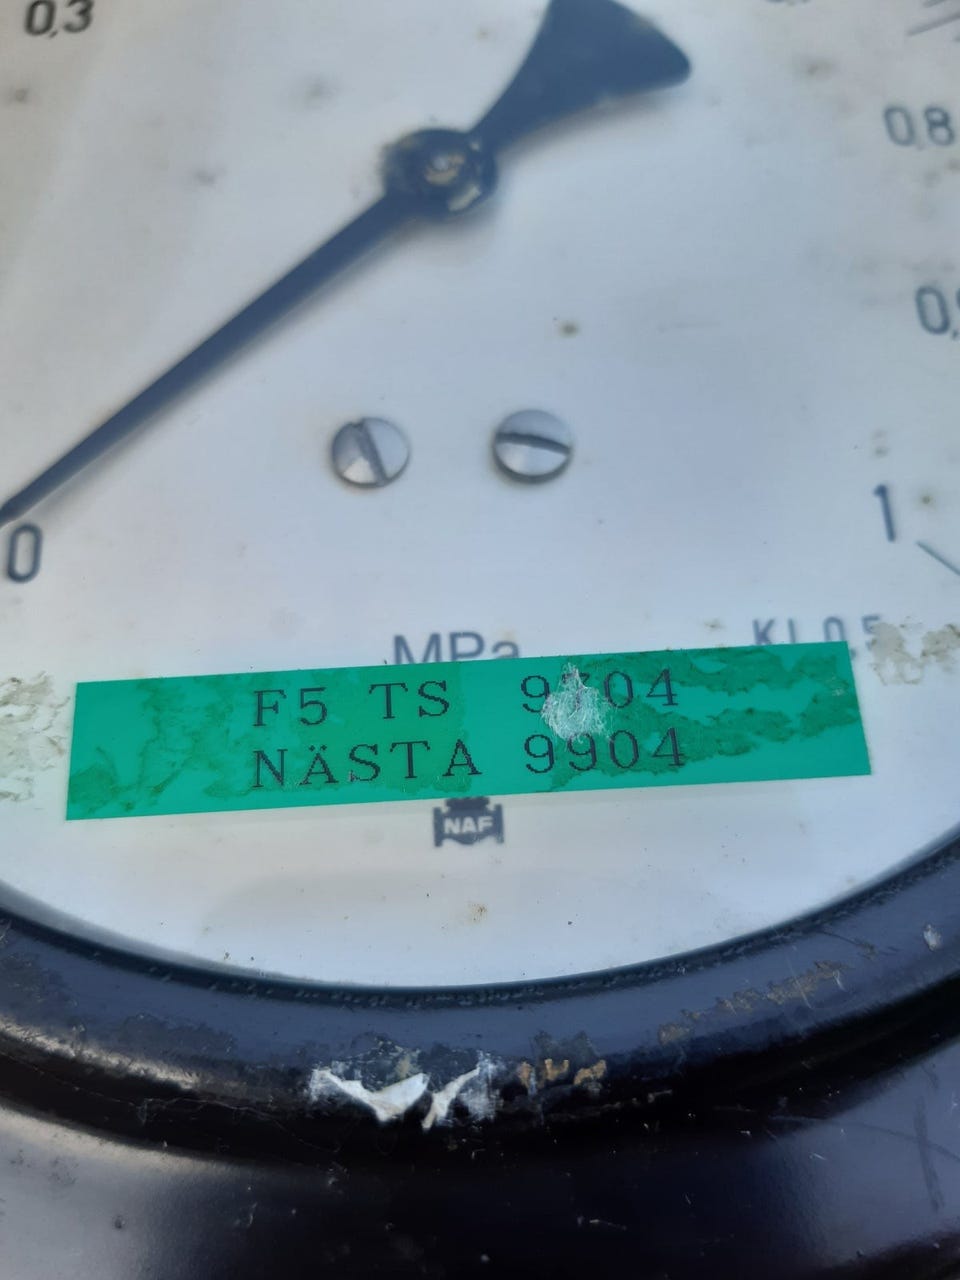 0,3
0,8
0
1
MPa
KL 0,5
F5 TS
NÄSTA 9904
NAF